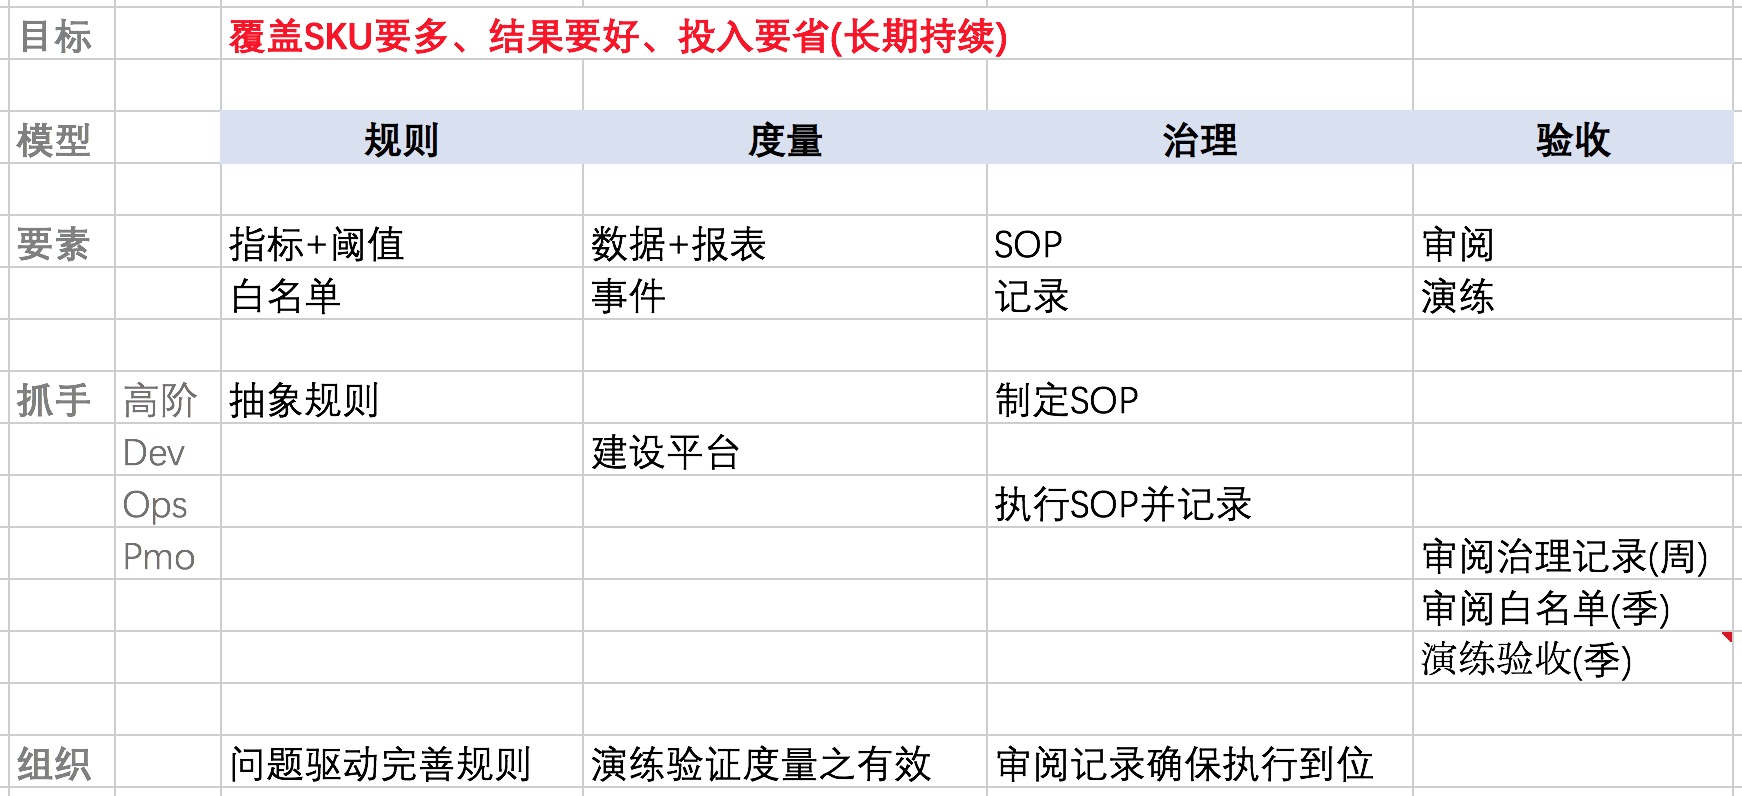 目标 覆盖SKU要多、结果要好、投入要省(长期持续)
模型 规则 度量 治理 验收
要素 指标+阈值 数据+报表 SOP 审阅
白名单 事件 记录 演练
抓手 高阶 抽象规则 制定SOP
Dev 建设平台
Ops 执行SOP并记录
Pmo 审阅治理记录(周)
审阅白名单(季)
演练验收(季)
组织 问题驱动完善规则 演练验证度量之有效 审阅记录确保执行到位